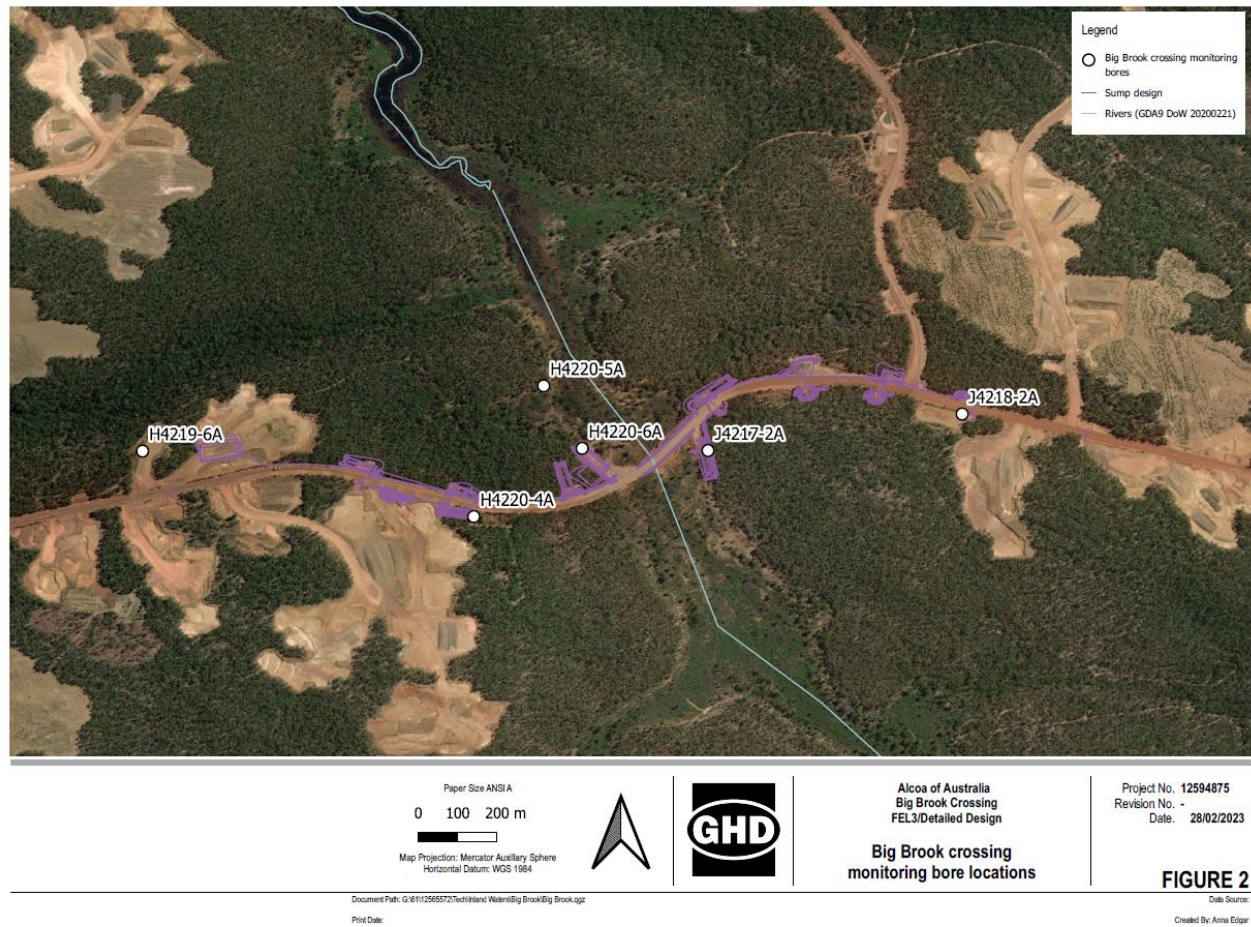 Legend
Big Brook crossing monitoring
bores
Sump design
Rivers (GDA9 DoW 20200221)
H4220-5A
J4218-2A
H4219-6A
H4220-6A
J4217-2A
H4220-4A
Paper Size ANSI A
0 100 200 m
Map Projection: Mercator Auxiliary Sphere
Horizontal Datum: WGS 1984
GHD
Alcoa of Australia
Big Brook Crossing
FEL3/Detailed Design
Big Brook crossing
monitoring bore locations
Project No. 12594875
Revision No. -
Date. 28/02/2023
FIGURE 2
Document Path: G:\61\12565572\Tech\Inland Waters\Big Brook\Big Brook.qgz
Data Source:
Print Date:
Created By: Anna Edgar